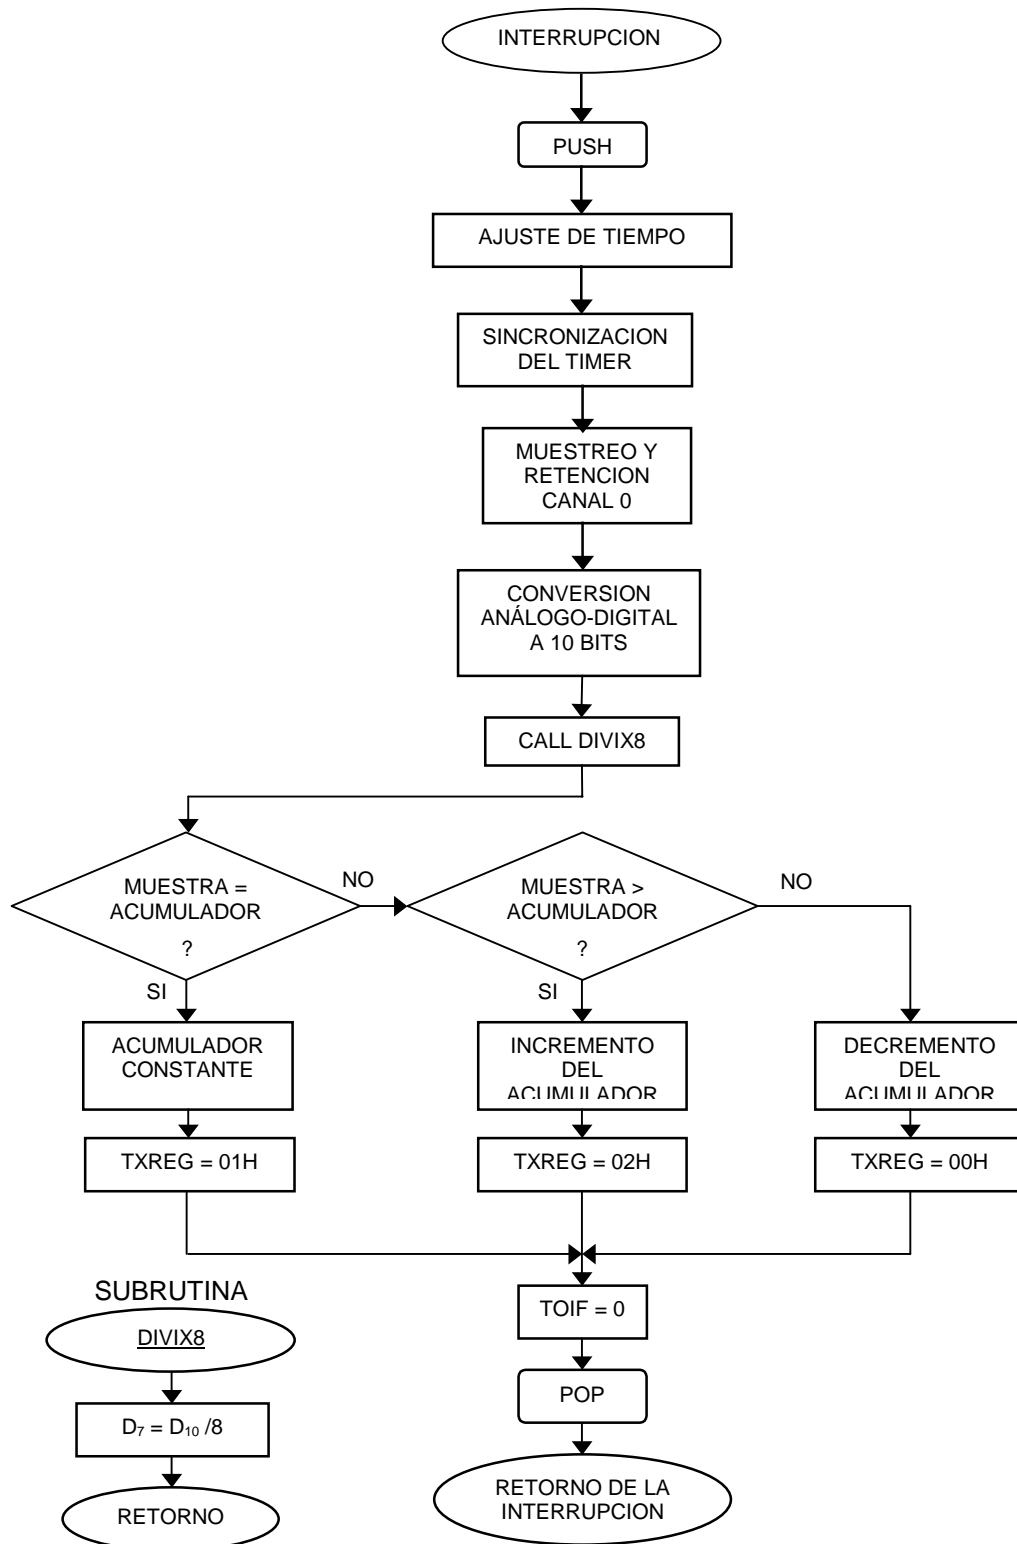 INTERRUPCION
PUSH
AJUSTE DE TIEMPO
SINCRONIZACION
DEL TIMER
MUESTREO Y
RETENCION
CANAL 0
CONVERSION
ANÁLOGO-DIGITAL
A 10 BITS
CALL DIVIX8
MUESTRA =
ACUMULADOR
?
NO
SI
MUESTRA >
ACUMULADOR
?
NO
SI
ACUMULADOR
CONSTANTE
INCREMENTO
DEL
ACUMULADOR
DECREMENTO
DEL
ACUMULADOR
TXREG = 01H
TXREG = 02H
TXREG = 00H
TOIF = 0
POP
RETORNO DE LA
INTERRUPCION
SUBRUTINA
DIVIX8
D₇ = D₁₀ /8
RETORNO